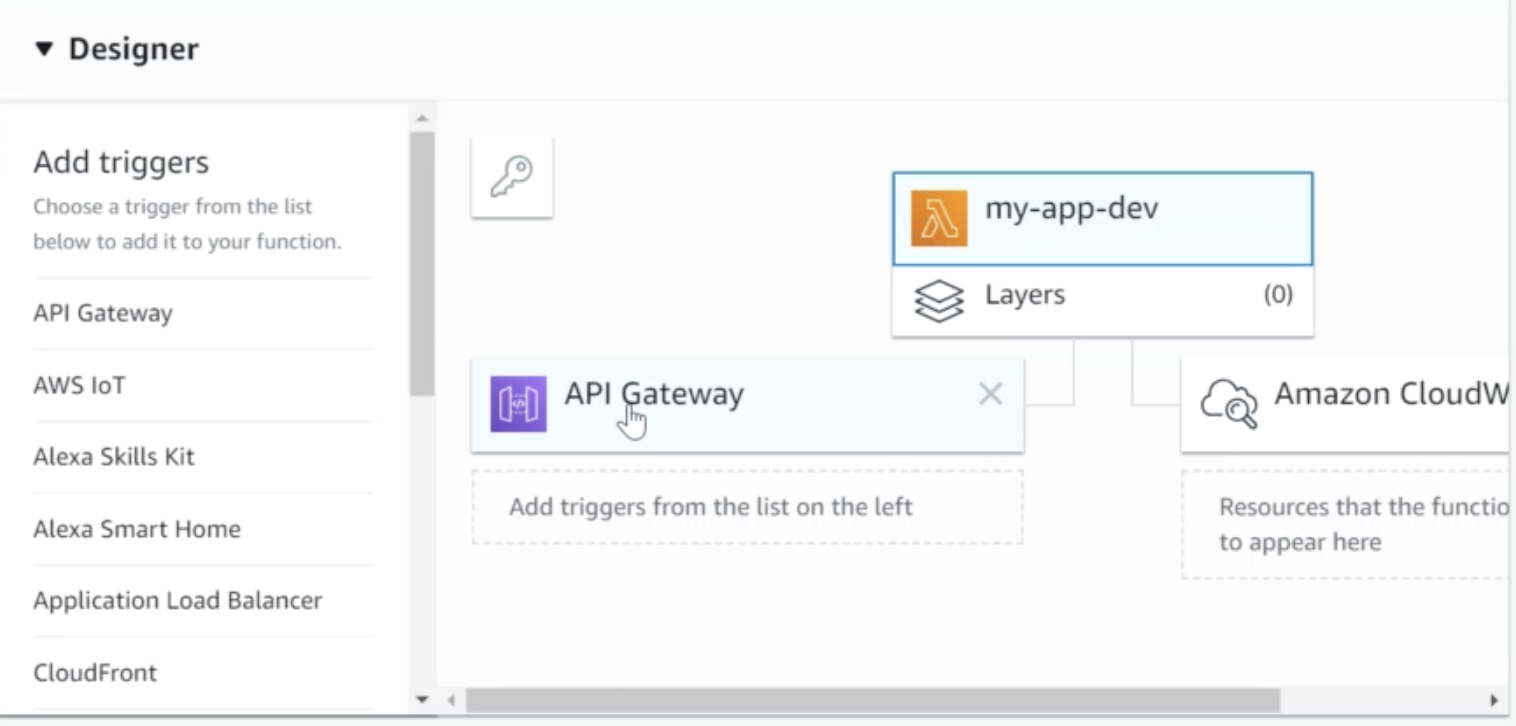 Designer
Add triggers
Choose a trigger from the list
below to add it to your function.
API Gateway
AWS IoT
Alexa Skills Kit
Alexa Smart Home
Application Load Balancer
CloudFront
my-app-dev
Layers (0)
API Gateway
Add triggers from the list on the left
Amazon CloudW
Resources that the functio
to appear here